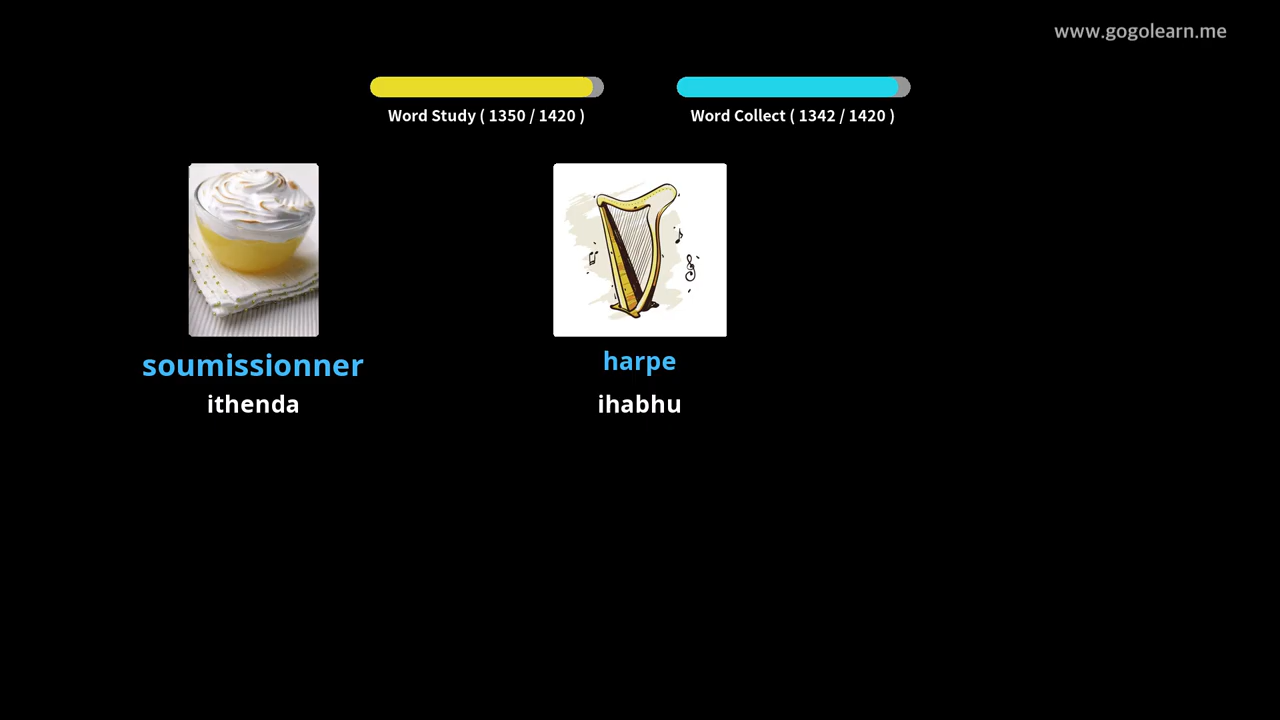 www.gogolearn.me
Word Study ( 1350 / 1420 )
Word Collect ( 1342 / 1420 )
soumissionner
harpe
ithenda
ihabhu